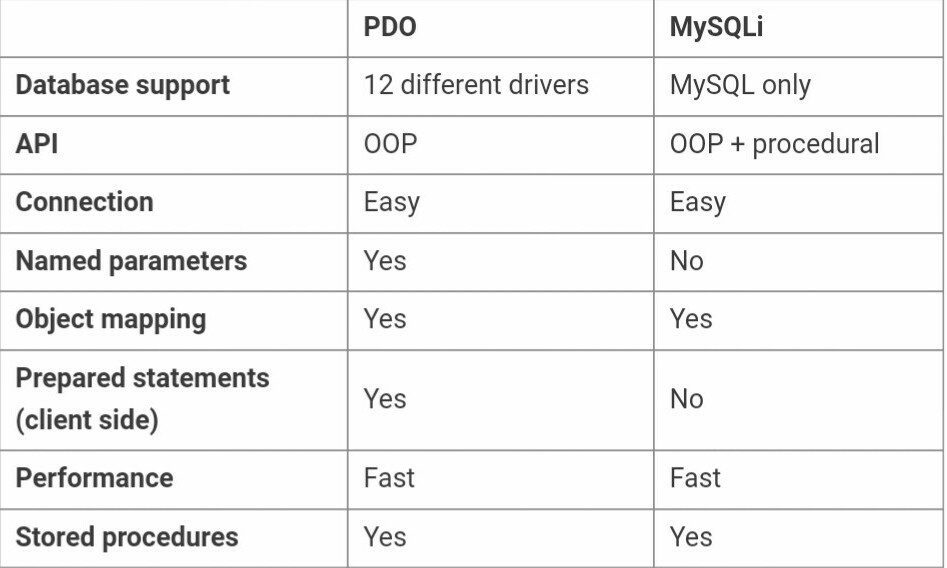 PDO MySQLi
Database support 12 different drivers MySQL only
API OOP OOP + procedural
Connection Easy Easy
Named parameters Yes No
Object mapping Yes Yes
Prepared statements
(client side) Yes No
Performance Fast Fast
Stored procedures Yes Yes